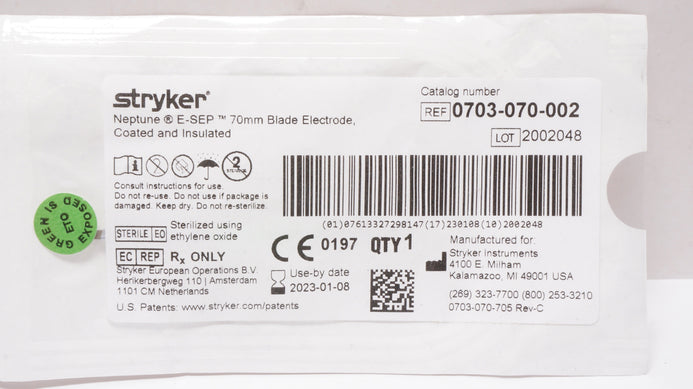 stryker®
Neptune ® E-SEP ™ 70mm Blade Electrode,
Coated and Insulated
Catalog number
REF 0703-070-002
LOT 2002048
Consult instructions for use.
Do not re-use. Do not use if package is
damaged. Keep dry. Do not re-sterilize.
(01)07613327298147(17)230108(10)2002048
STERILE EO Sterilized using
ethylene oxide
EC REP Rx ONLY
Stryker European Operations B.V.
Herikerbergweg 110 | Amsterdam
1101 CM Netherlands
U.S. Patents: www.stryker.com/patents
CE 0197 QTY 1
Use-by date
2023-01-08
Manufactured for:
Stryker Instruments
4100 E. Milham
Kalamazoo, MI 49001 USA
(269) 323-7700 (800) 253-3210
0703-070-705 Rev-C
GREEN IS
ETO
EXPOSED